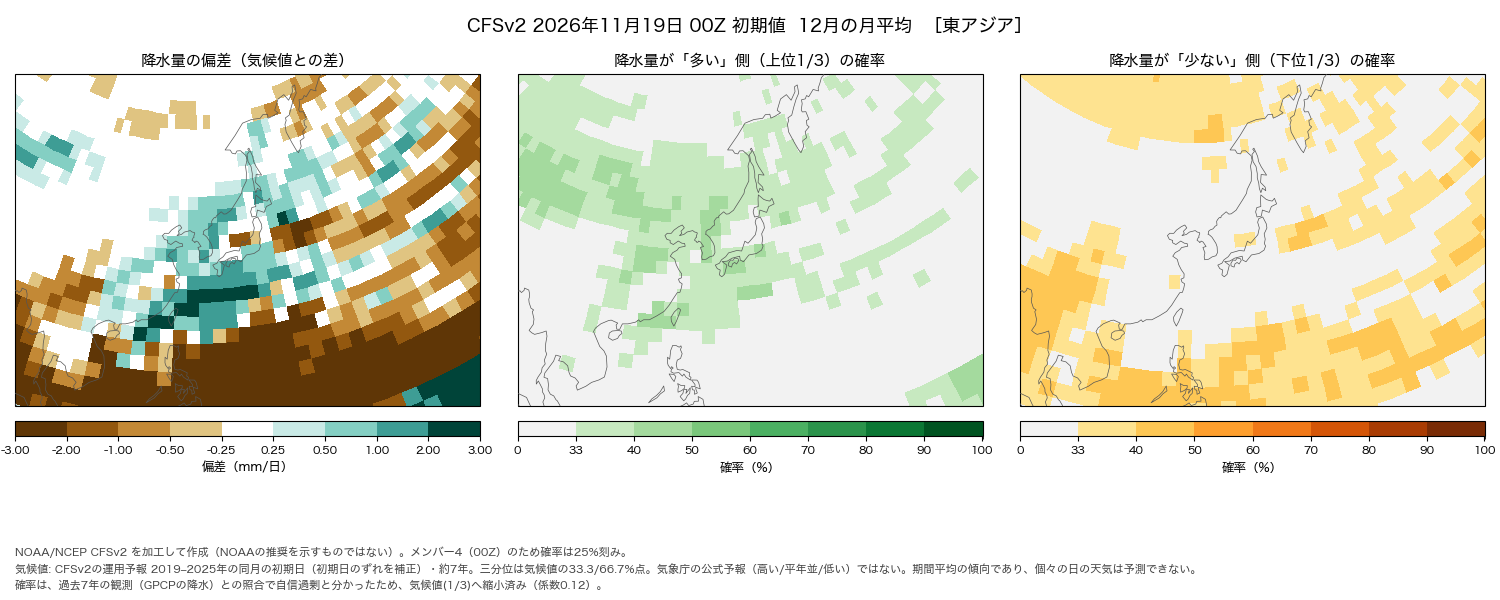 CFSv2 2026年11月19日 00Z 初期値 12月の月平均 ［東アジア］
降水量の偏差（気候値との差）
降水量が「多い」側（上位1/3）の確率
降水量が「少ない」側（下位1/3）の確率
-3.00 -2.00 -1.00 -0.50 -0.25 0.25 0.50 1.00 2.00 3.00
偏差（mm/日）
0 33 40 50 60 70 80 90 100
確率（%）
0 33 40 50 60 70 80 90 100
確率（%）
NOAA/NCEP CFSv2 を加工して作成（NOAAの推奨を示すものではない）。メンバー4（00Z）のため確率は25%刻み。
気候値: CFSv2の運用予報 2019–2025年の同月の初期日（初期日のずれを補正）・約7年。三分位は気候値の33.3/66.7%点。気象庁の公式予報（高い/平年並/低い）ではない。期間平均の傾向であり、個々の日の天気は予測できない。
確率は、過去7年の観測（GPCPの降水）との照合で自信過剰と分かったため、気候値(1/3)へ縮小済み（係数0.12）。